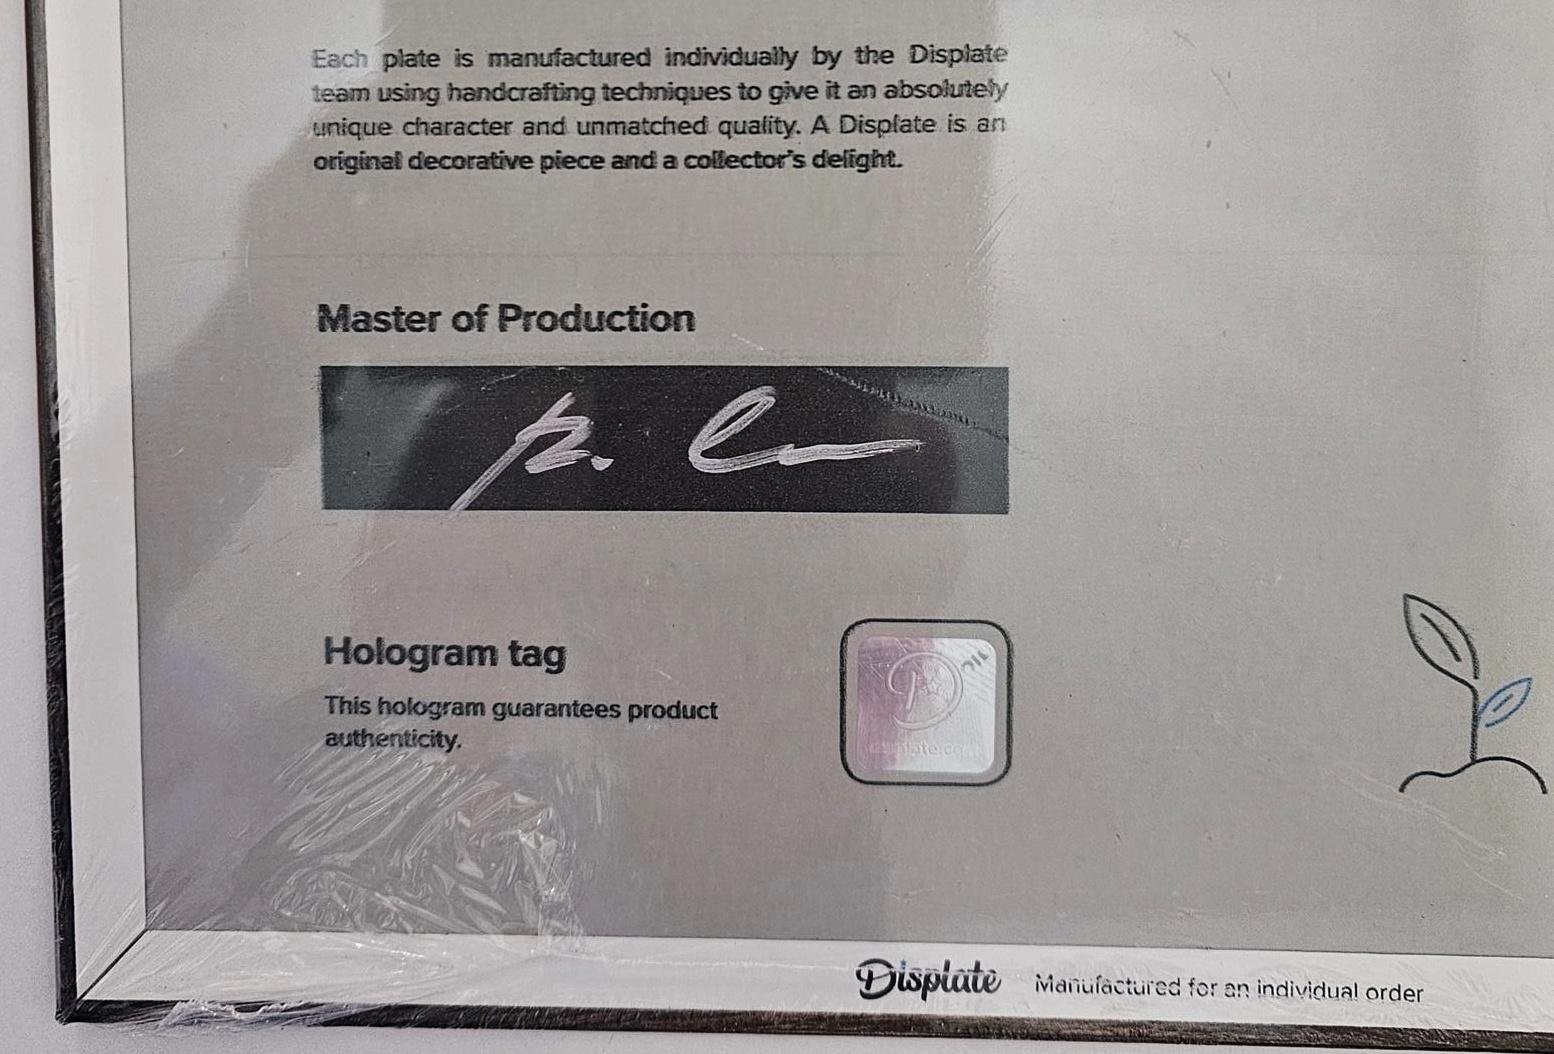 Each plate is manufactured individually by the Displate
team using handcrafting techniques to give it an absolutely
unique character and unmatched quality. A Displate is an
original decorative piece and a collector's delight.
Master of Production
Hologram tag
This hologram guarantees product
authenticity.
Displate Manufactured for an individual order